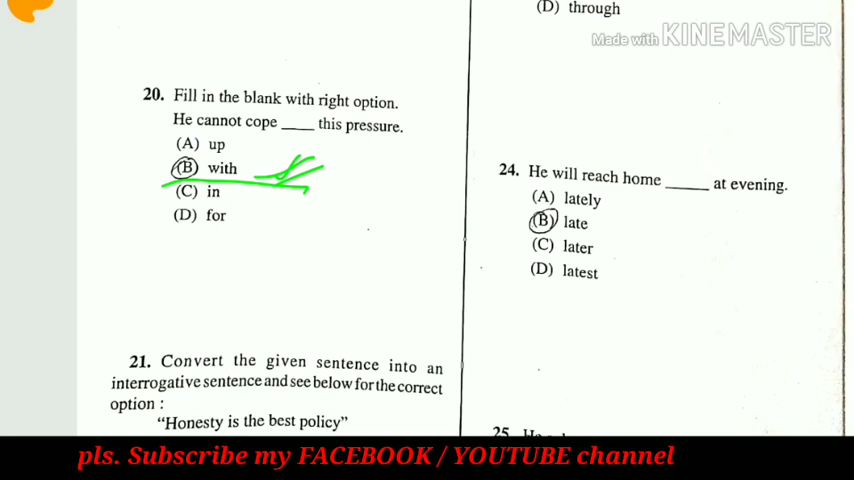 (D) through
Made with KINEMASTER
20. Fill in the blank with right option.
He cannot cope ____ this pressure.
(A) up
(B) with
(C) in
(D) for
21. Convert the given sentence into an
interrogative sentence and see below for the correct
option :
"Honesty is the best policy"
24. He will reach home _____ at evening.
(A) lately
(B) late
(C) later
(D) latest
25.
pls. Subscribe my FACEBOOK / YOUTUBE channel